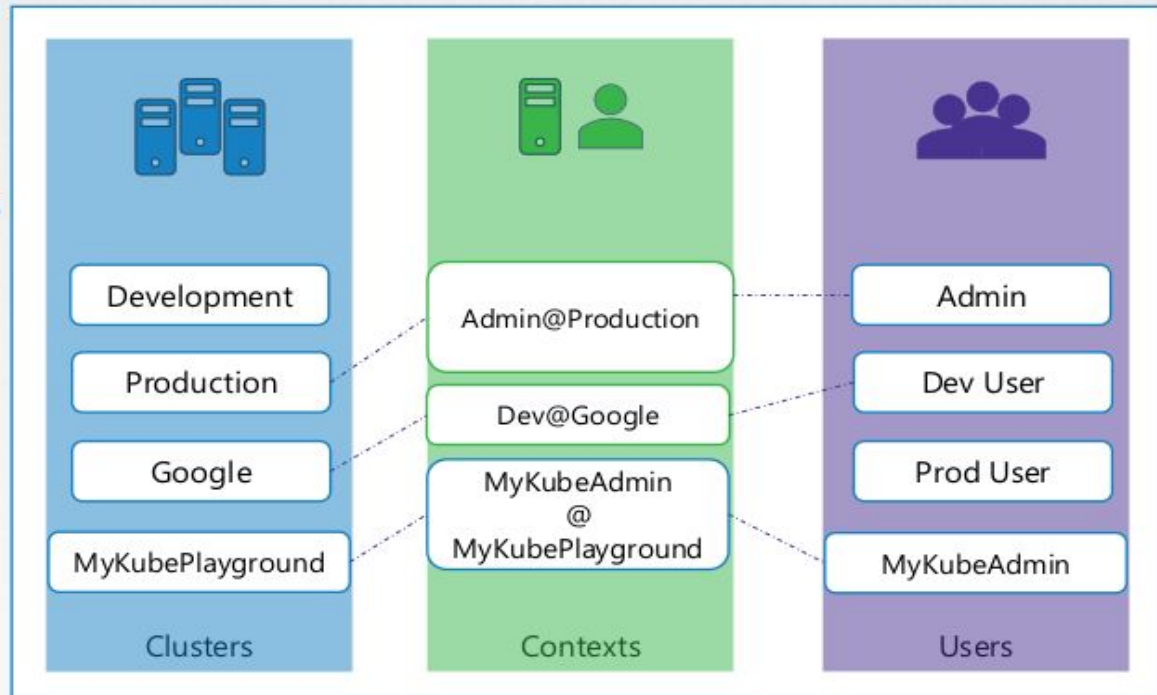 Development
Production
Google
MyKubePlayground
Clusters
Admin@Production
Dev@Google
MyKubeAdmin
@
MyKubePlayground
Contexts
Admin
Dev User
Prod User
MyKubeAdmin
Users